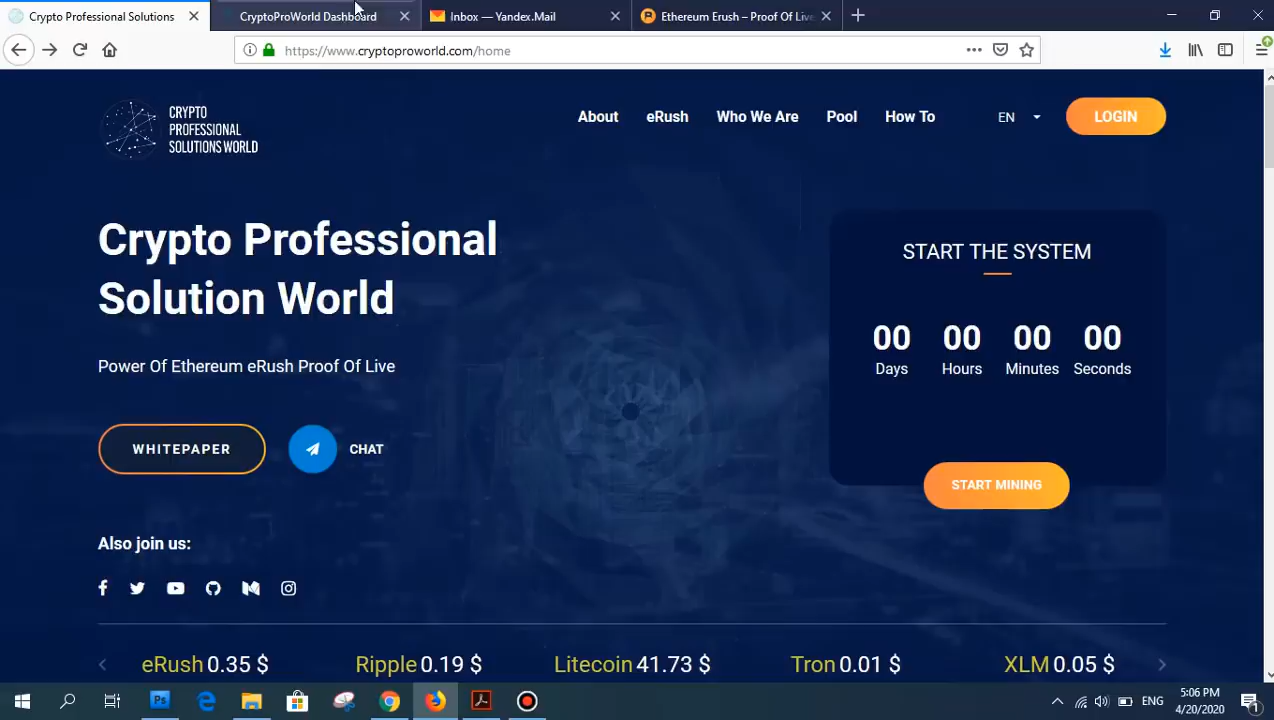 Crypto Professional Solutions
CryptoProWorld Dashboard
Inbox — Yandex.Mail
Ethereum Erush – Proof Of Live
https://www.cryptoproworld.com/home
CRYPTO
PROFESSIONAL
SOLUTIONS WORLD
About
eRush
Who We Are
Pool
How To
EN
LOGIN
Crypto Professional
Solution World
Power Of Ethereum eRush Proof Of Live
WHITEPAPER
CHAT
START THE SYSTEM
00 00 00 00
Days Hours Minutes Seconds
START MINING
Also join us:
eRush 0.35 $
Ripple 0.19 $
Litecoin 41.73 $
Tron 0.01 $
XLM 0.05 $
Ps
ENG
5:06 PM
4/20/2020
1